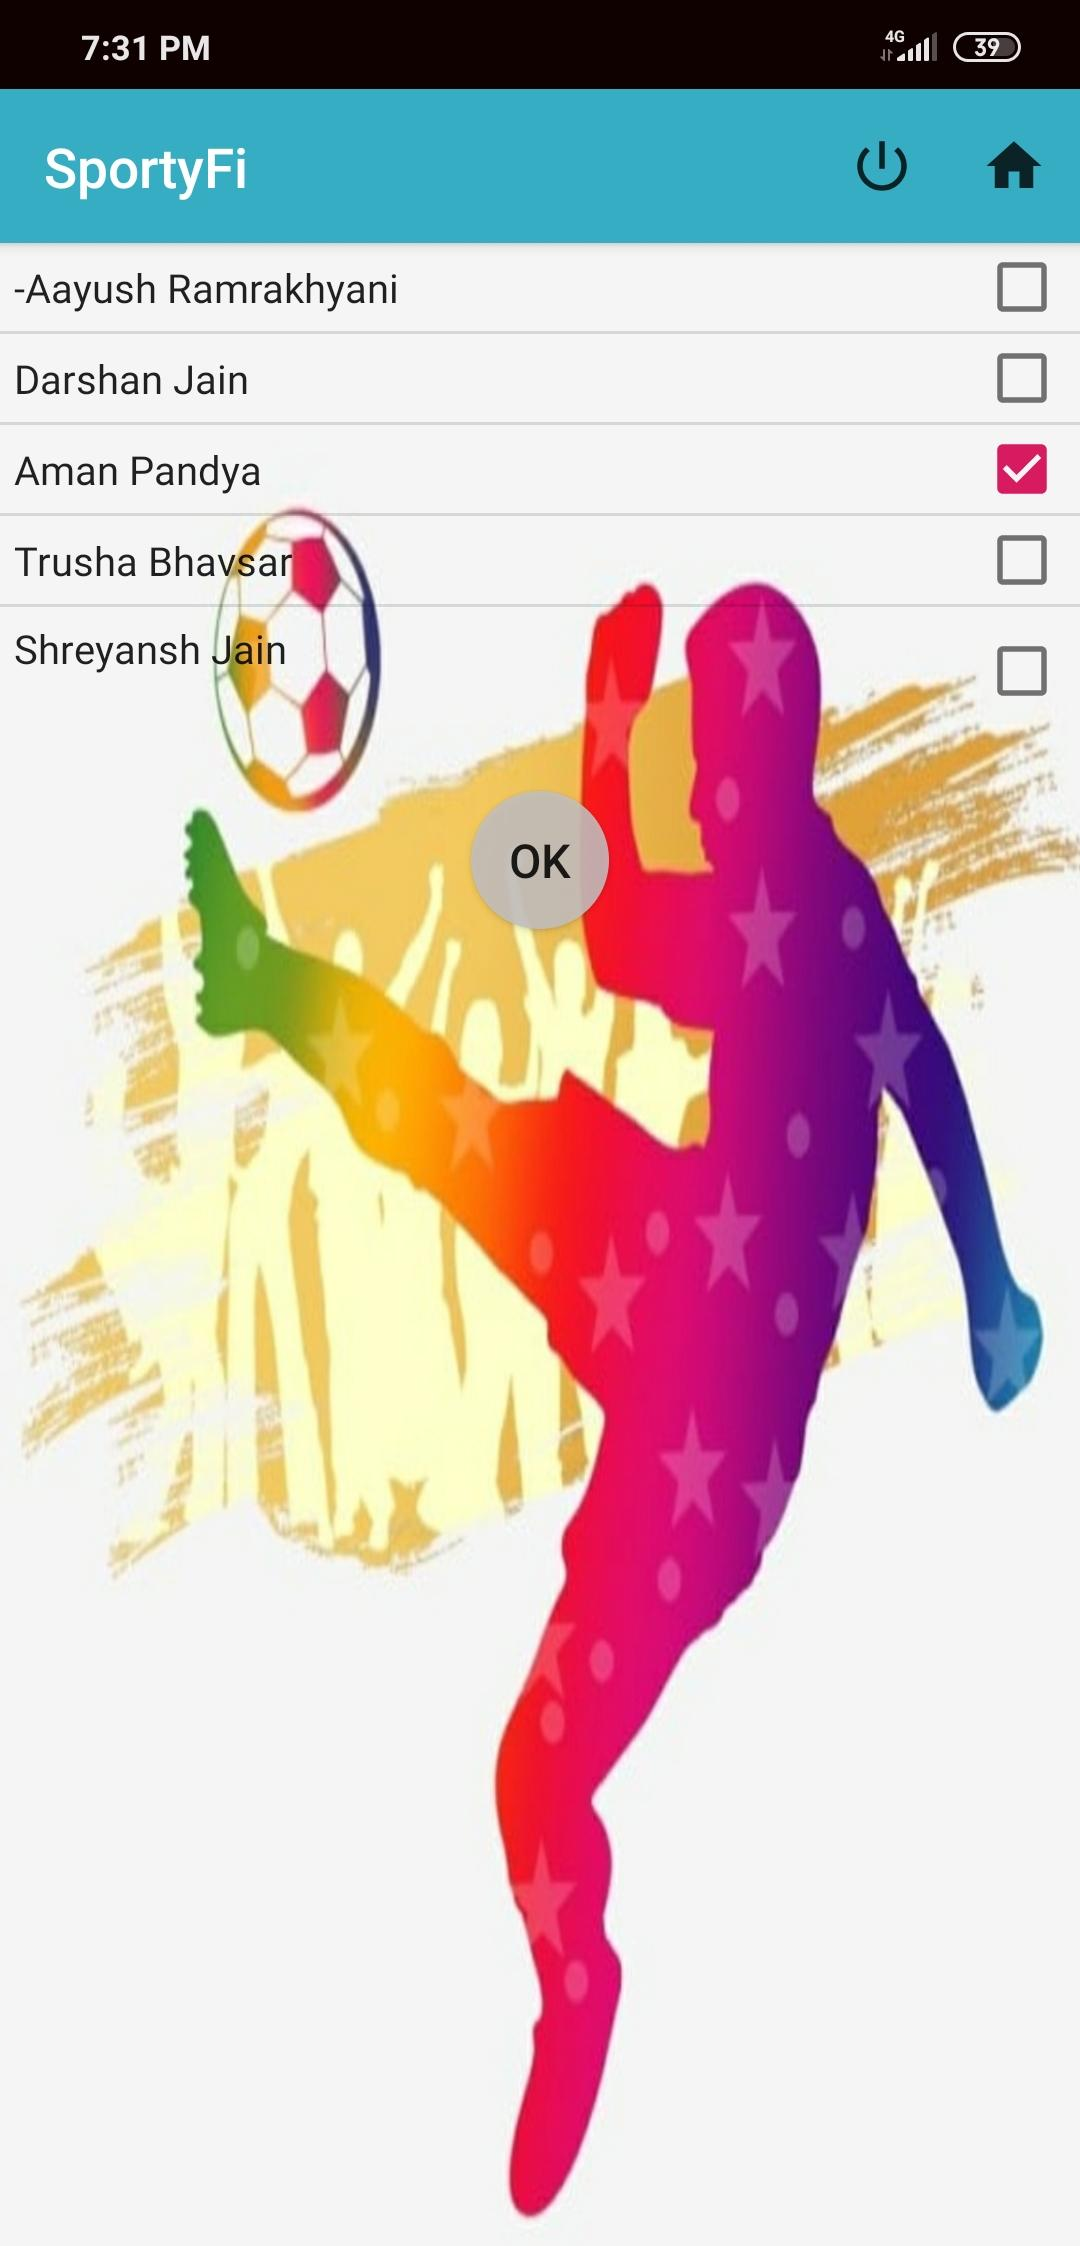 7:31 PM
4G
39
SportyFi
-Aayush Ramrakhyani
Darshan Jain
Aman Pandya
Trusha Bhavsar
Shreyansh Jain
OK